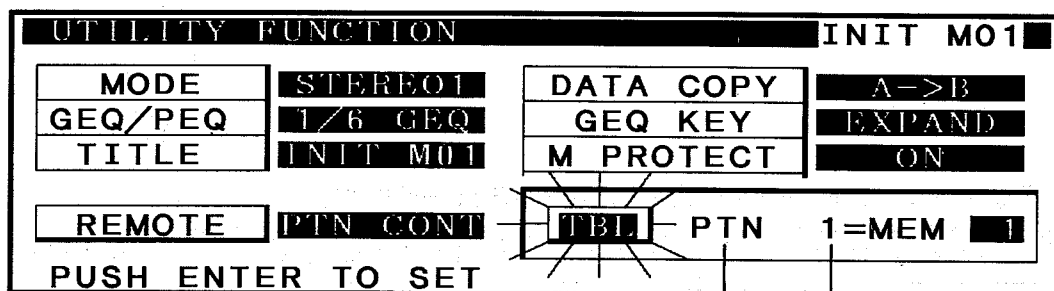 UTILITY FUNCTION INIT M01
MODE STEREO1 DATA COPY A->B
GEQ/PEQ 1/6 GEQ GEQ KEY EXPAND
TITLE INIT M01 M PROTECT ON
REMOTE PTN CONT TBL PTN 1=MEM 1
PUSH ENTER TO SET